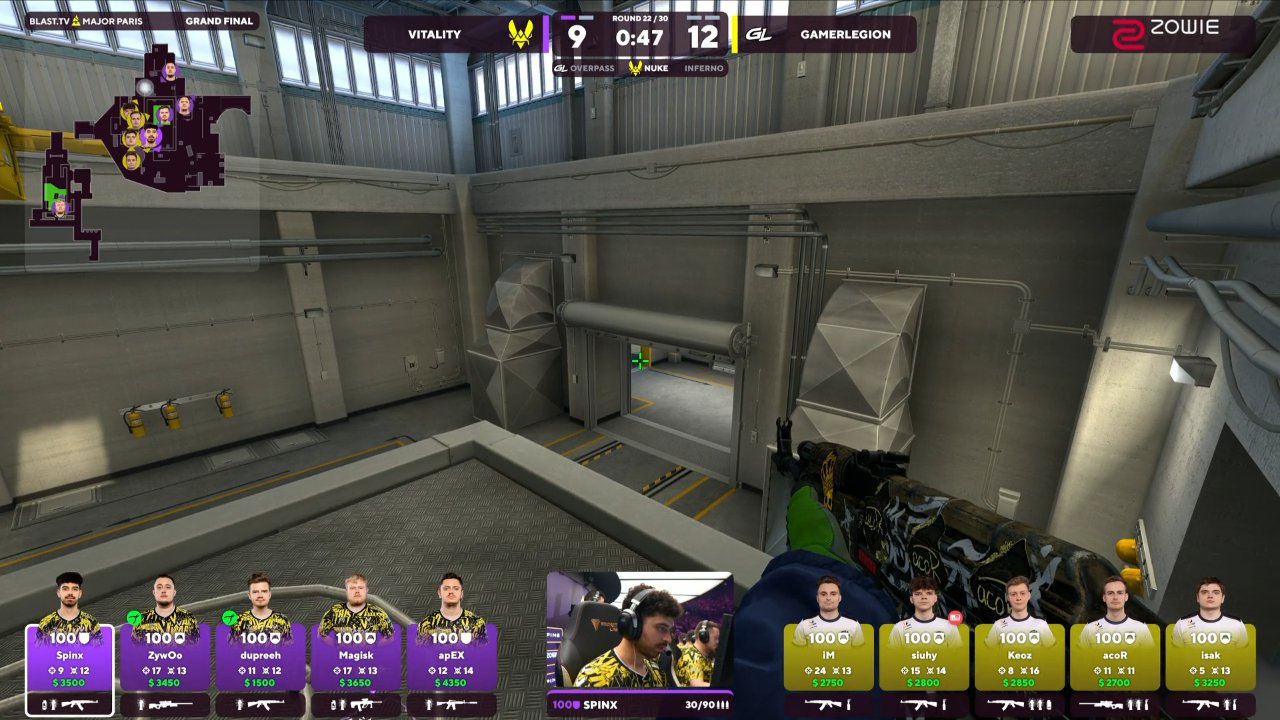 BLAST.TV MAJOR PARIS GRAND FINAL
VITALITY 9 ROUND 22 / 30 0:47 12 GL GAMERLEGION
ZOWIE
GL OVERPASS NUKE INFERNO
acoR
100 100 100 100 100
Spinx ZywOo dupreeh Magisk apEX
9 12 17 13 11 12 17 13 12 14
$3500 $3450 $1500 $3650 $4350
100 SPINX 30/90
100 100 100 100 100
iM siuhy Keoz acoR isak
24 13 15 14 8 16 11 11 5 13
$2750 $2800 $2850 $2700 $3250